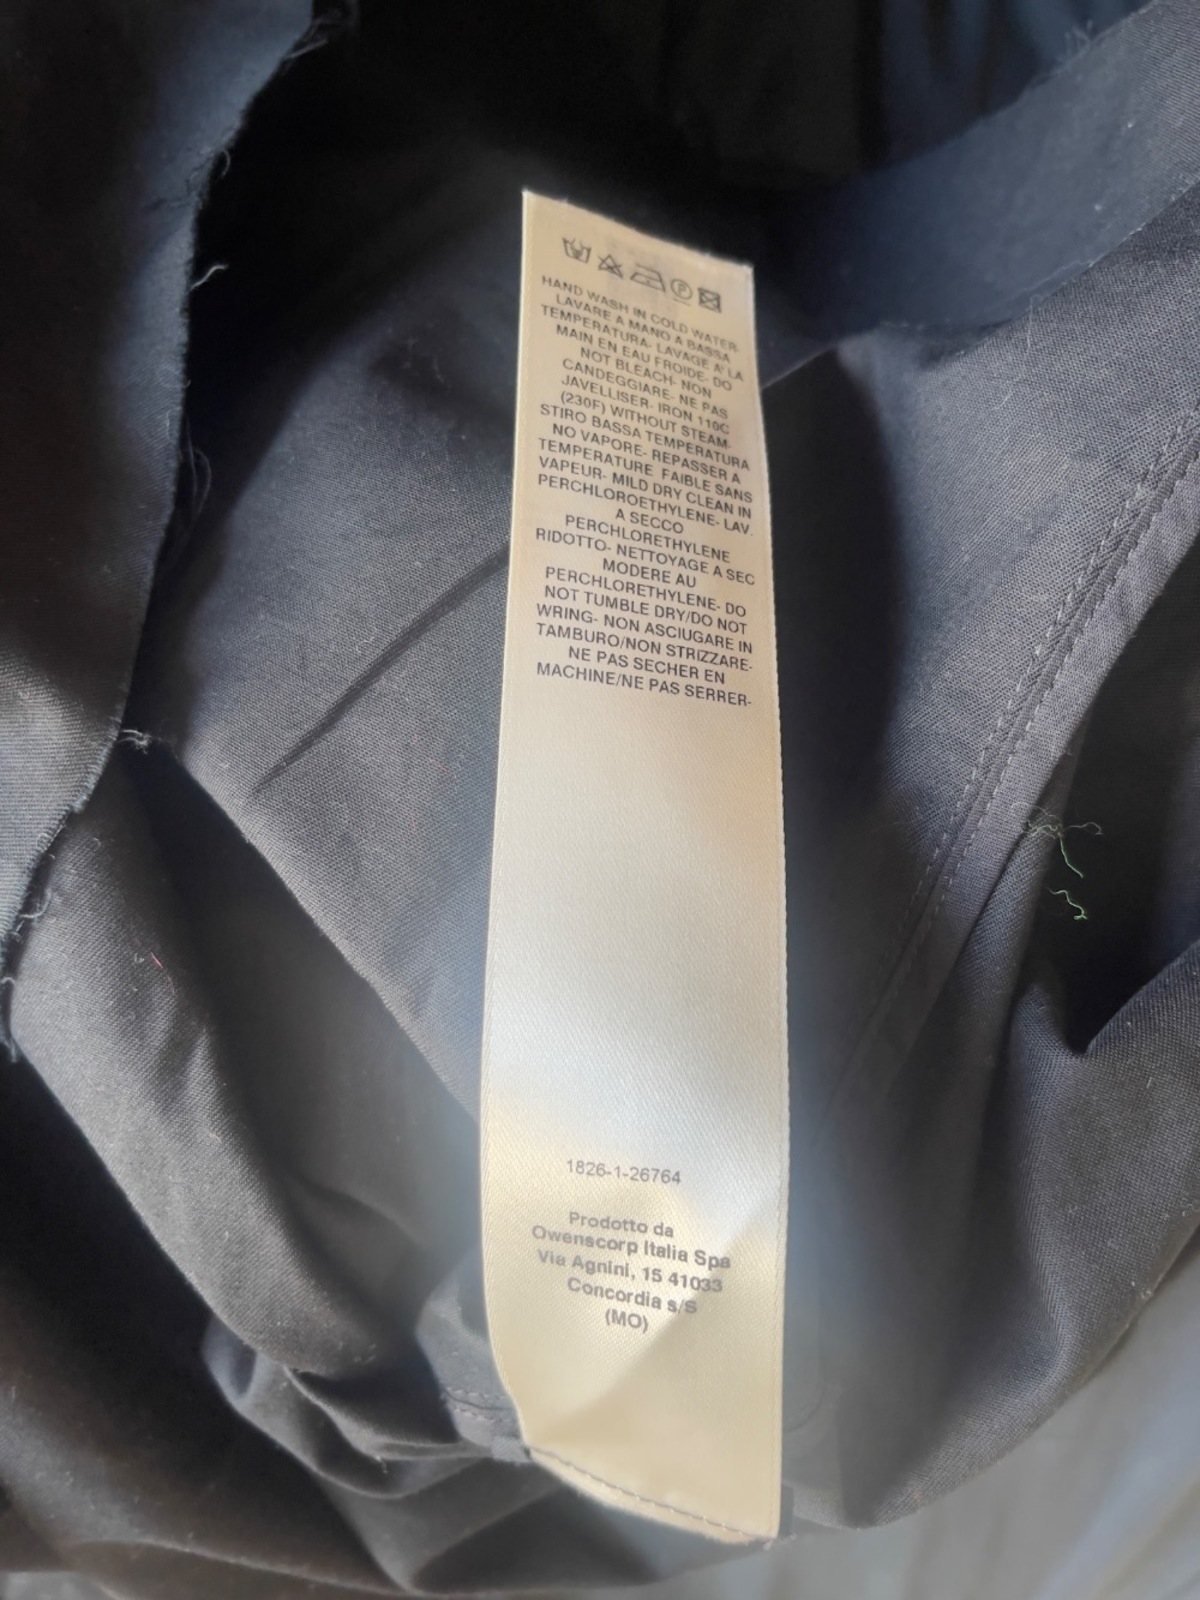 HAND WASH IN COLD WATER-
LAVARE A MANO A BASSA
TEMPERATURA- LAVAGE A' LA
MAIN EN EAU FROIDE- DO
NOT BLEACH- NON
CANDEGGIARE- NE PAS
JAVELLISER- IRON 110C
(230F) WITHOUT STEAM-
STIRO BASSA TEMPERATURA
NO VAPORE- REPASSER A
TEMPERATURE FAIBLE SANS
VAPEUR- MILD DRY CLEAN IN
PERCHLOROETHYLENE- LAV.
A SECCO
PERCHLORETHYLENE
RIDOTTO- NETTOYAGE A SEC
MODERE AU
PERCHLORETHYLENE- DO
NOT TUMBLE DRY/DO NOT
WRING- NON ASCIUGARE IN
TAMBURO/NON STRIZZARE-
NE PAS SECHER EN
MACHINE/NE PAS SERRER-
1826-1-26764
Prodotto da
Owenscorp Italia Spa
Via Agnini, 15 41033
Concordia s/S
(MO)